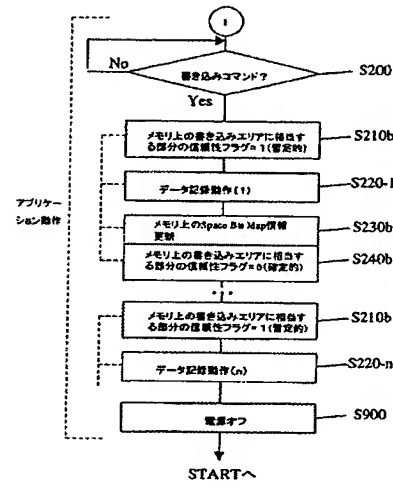 1
No
書き込みコマンド?
S200
Yes
メモリ上の書き込みエリアに相当
する部分の信頼性フラグ=1(暫定的)
S210b
データ記録動作(1)
S220-1
アプリケー
ション動作
メモリ上のSpace Bit Map情報
更新
S230b
メモリ上の書き込みエリアに相当す
る部分の信頼性フラグ=0(確定的)
S240b
...
メモリ上の書き込みエリアに相当す
る部分の信頼性フラグ=1(暫定的)
S210b
データ記録動作(n)
S220-n
電源オフ
S900
STARTへ